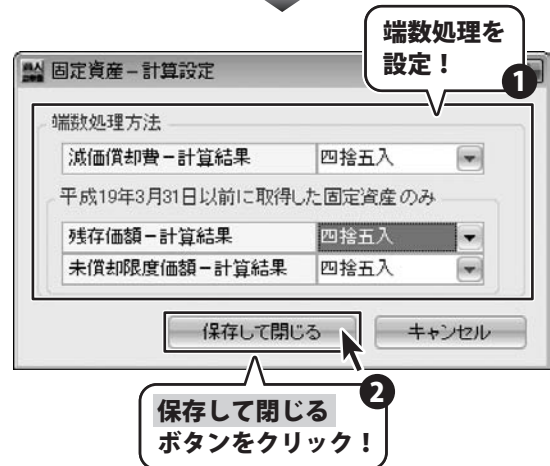 端数処理を
設定！
❶
固定資産－計算設定
端数処理方法
減価償却費－計算結果 四捨五入
平成19年3月31日以前に取得した固定資産のみ
残存価額－計算結果 四捨五入
未償却限度価額－計算結果 四捨五入
保存して閉じる キャンセル
❷
保存して閉じる
ボタンをクリック！